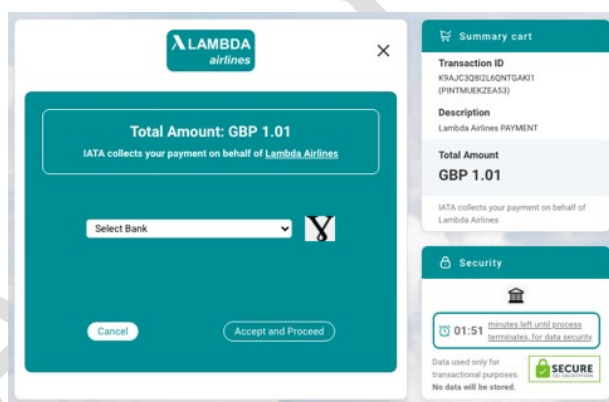 λ LAMBDA
airlines
Total Amount: GBP 1.01
IATA collects your payment on behalf of Lambda Airlines
Select Bank
Cancel
Accept and Proceed
Summary cart
Transaction ID
K9AJC3Q8I2L6QNTGAKI1
(PINTMUEKZEA53)
Description
Lambda Airlines PAYMENT
Total Amount
GBP 1.01
IATA collects your payment on behalf of
Lambda Airlines
Security
01:51 minutes left until process
terminates, for data security
Data used only for
transactional purposes.
No data will be stored.
SECURE
SSL ENCRYPTION